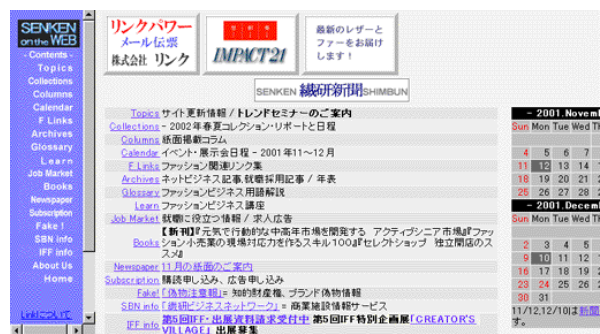 SENKEN
on the WEB
- Contents -
Topics
Collections
Columns
Calendar
F Links
Archives
Glossary
Learn
Job Market
Books
Newspaper
Subscription
Fake !
SBN info
IFF info
About Us
Home
Linkについて
リンクパワー
メール伝票
株式会社 リンク
IMPACT 21
最新のレザーと
ファーをお届け
します！
SENKEN 繊研新聞 SHIMBUN
Topics サイト更新情報 / トレンドセミナーのご案内
Collections - 2002年春夏コレクション・リポートと日程
Columns 紙面掲載コラム
Calendar イベント・展示会日程 - 2001年11～12月
F Links ファッション関連リンク集
Archives ネットビジネス記事,就職採用記事 / 年表
Glossary ファッションビジネス用語解説
Learn ファッションビジネス講座
Job Market 就職に役立つ情報 / 求人広告
【新刊】『元気で行動的な中高年市場を開発する アクティブシニア市場』『ファッ
Books ション小売業の現場対応力を作るスキル100』『セレクトショップ 独立開店のス
スメ』
Newspaper 11月の紙面のご案内
Subscription 購読申し込み、広告申し込み
Fake! 「偽物注意報」= 知的財産権、ブランド偽物情報
SBN info 「繊研ビジネスネットワーク」= 商業施設情報サービス
IFF info 第5回IFF・出展資料請求受付中 第5回IFF特別企画展「CREATOR'S
VILLAGE」 出展募集
- 2001.Novem
Sun Mon Tue Wed Th
4 5 6 7
11 12 13 14
18 19 20 21
25 26 27 28
- 2001.Decem
Sun Mon Tue Wed Th
2 3 4 5
9 10 11 12
16 17 18 19
23 24 25 26
30 31
11/12,12/10は新聞
す。